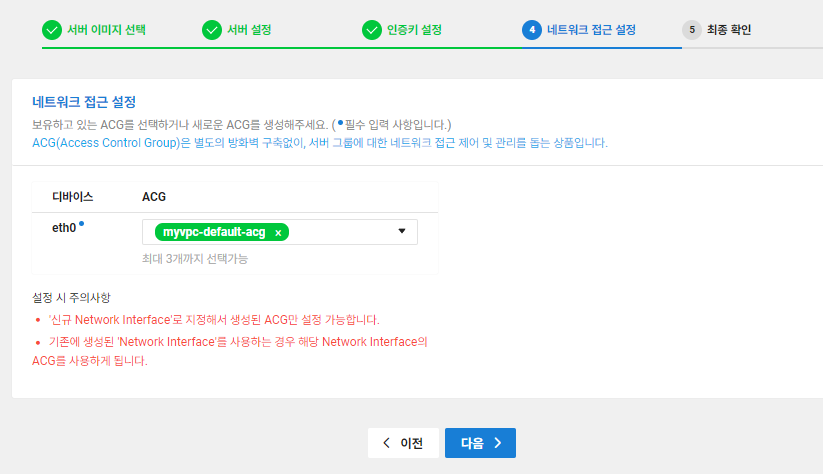 서버 이미지 선택
서버 설정
인증키 설정
4 네트워크 접근 설정
5 최종 확인
네트워크 접근 설정
보유하고 있는 ACG를 선택하거나 새로운 ACG를 생성해주세요. (•필수 입력 사항입니다.)
ACG(Access Control Group)은 별도의 방화벽 구축없이, 서버 그룹에 대한 네트워크 접근 제어 및 관리를 돕는 상품입니다.
디바이스 ACG
eth0 • myvpc-default-acg x
최대 3개까지 선택가능
설정 시 주의사항
• '신규 Network Interface'로 지정해서 생성된 ACG만 설정 가능합니다.
• 기존에 생성된 'Network Interface'를 사용하는 경우 해당 Network Interface의
ACG를 사용하게 됩니다.
< 이전
다음 >